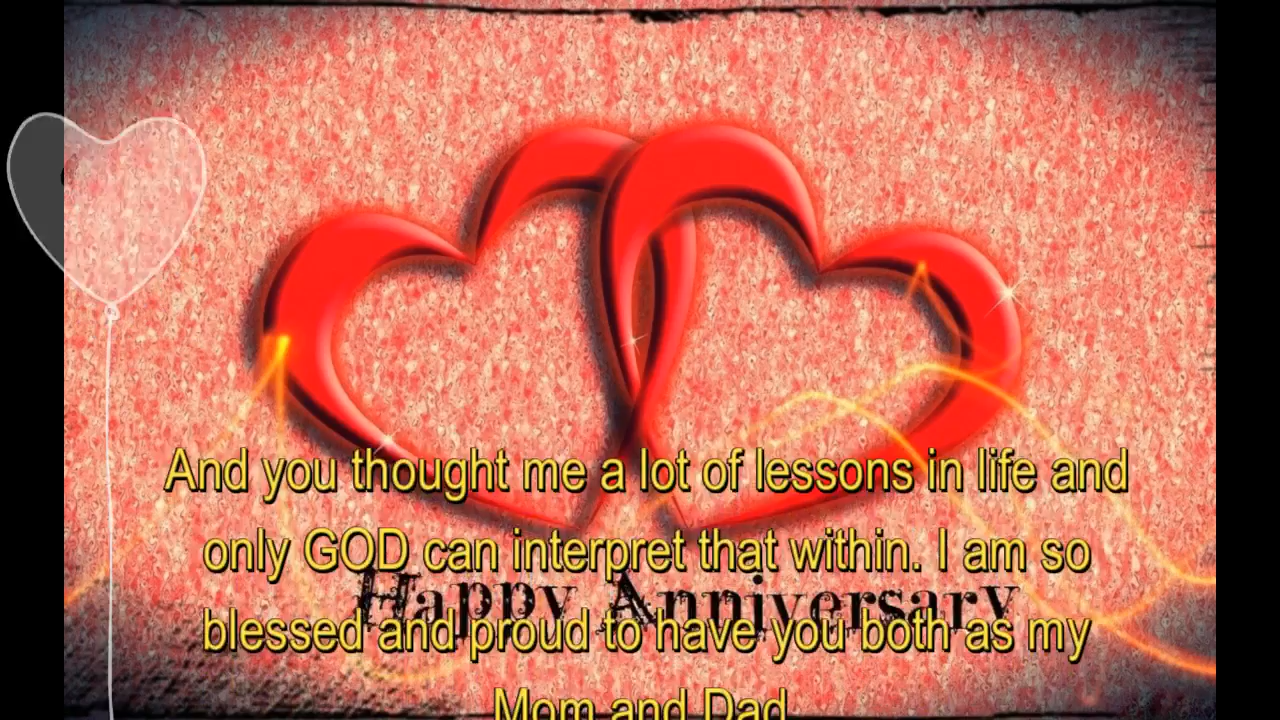 And you thought me a lot of lessons in life and
only GOD can interpret that within. I am so
Happy Anniversary
blessed and proud to have you both as my
Mom and Dad